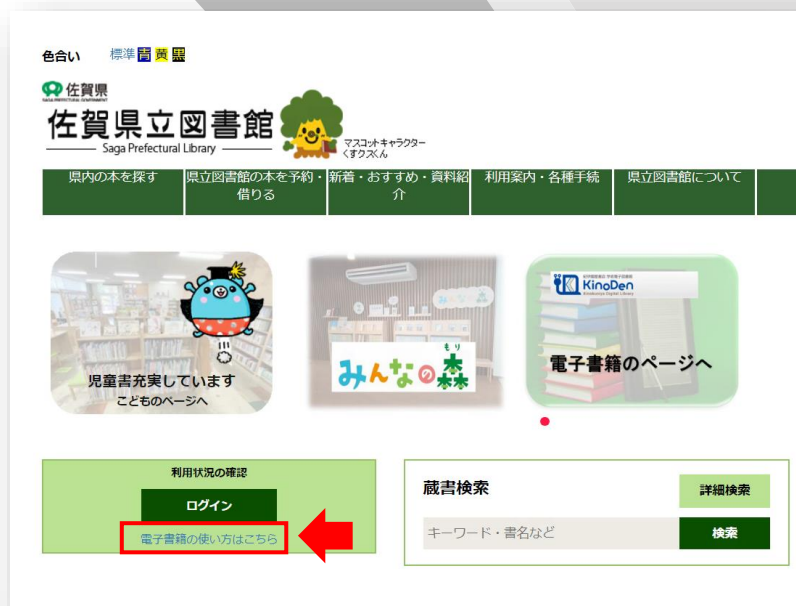 色合い 標準 青 黄 黒
佐賀県
SAGA PREFECTURAL GOVERNMENT
佐賀県立図書館
Saga Prefectural Library
マスコットキャラクター
くすクスくん
県内の本を探す 県立図書館の本を予約・借りる 新着・おすすめ・資料紹介 利用案内・各種手続 県立図書館について
児童書充実しています
こどものページへ
もり
みんなの森
KinoDen
Kinokuniya Digital Library
電子書籍のページへ
利用状況の確認
ログイン
電子書籍の使い方はこちら
蔵書検索
詳細検索
キーワード・書名など
検索